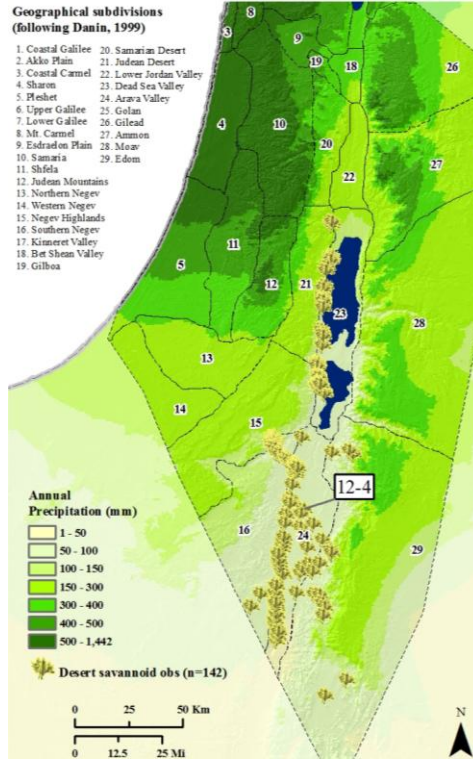 Geographical subdivisions
(following Danin, 1999)
1. Coastal Galilee
2. Akko Plain
3. Coastal Carmel
4. Sharon
5. Pleshet
6. Upper Galilee
7. Lower Galilee
8. Mt. Carmel
9. Esdraelon Plain
10. Samaria
11. Shfela
12. Judean Mountains
13. Northern Negev
14. Western Negev
15. Negev Highlands
16. Southern Negev
17. Kinneret Valley
18. Bet Shean Valley
19. Gilboa
20. Samarian Desert
21. Judean Desert
22. Lower Jordan Valley
23. Dead Sea Valley
24. Arava Valley
25. Golan
26. Gilead
27. Ammon
28. Moav
29. Edom
8
3
9
19
18
26
4
10
20
27
22
11
5
12
21
23
28
13
14
15
12-4
16
24
29
Annual
Precipitation (mm)
1 - 50
50 - 100
100 - 150
150 - 300
300 - 400
400 - 500
500 - 1,442
Desert savannoid obs (n=142)
0 25 50 Km
0 12.5 25 Mi
N